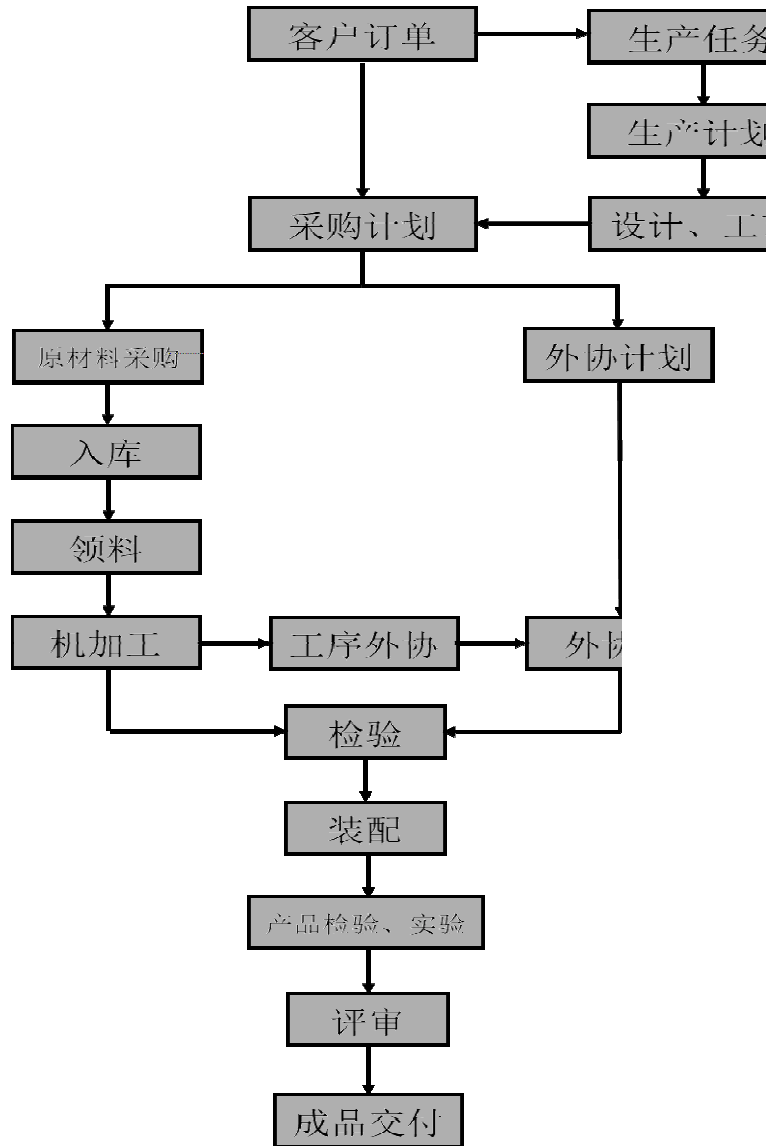 客户订单
生产任务
生产计划
采购计划
设计、工
原材料采购
外协计划
入库
领料
机加工
工序外协
外协
检验
装配
产品检验、实验
评审
成品交付